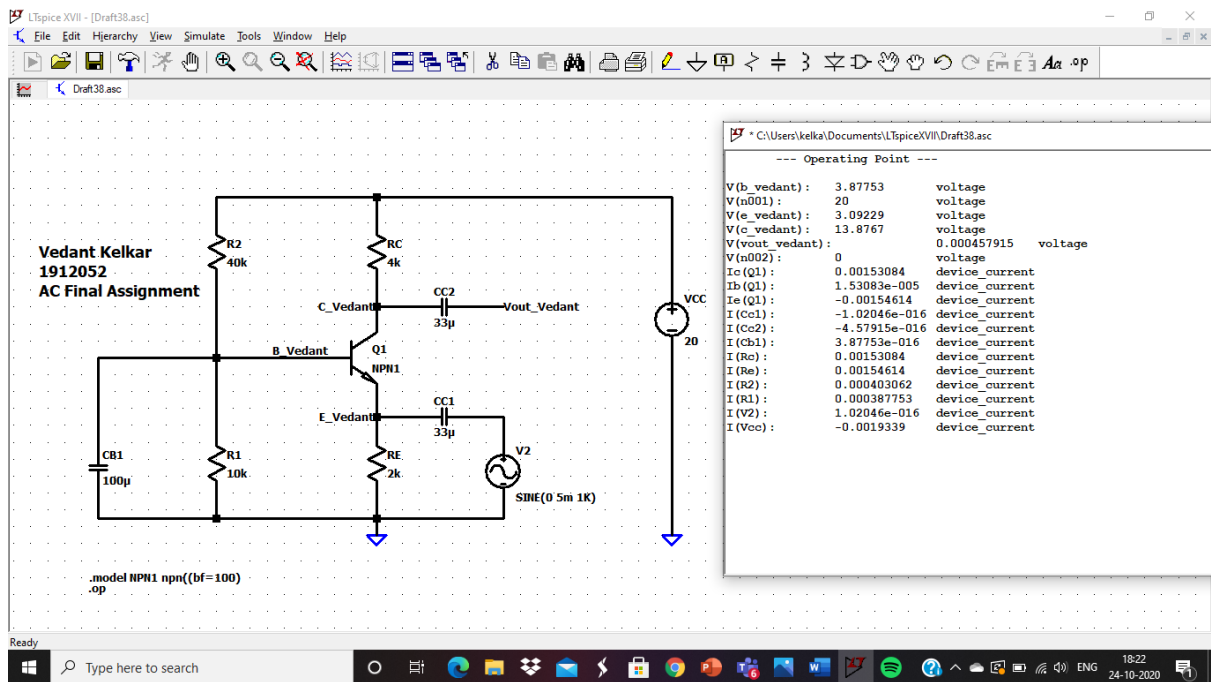 LTspice XVII - [Draft38.asc]
File Edit Hierarchy View Simulate Tools Window Help
Draft38.asc
* C:\Users\kelka\Documents\LTspiceXVII\Draft38.asc
--- Operating Point ---
V(b_vedant): 3.87753 voltage
V(n001): 20 voltage
V(e_vedant): 3.09229 voltage
V(c_vedant): 13.8767 voltage
V(vout_vedant): 0.000457915 voltage
V(n002): 0 voltage
Ic(Q1): 0.00153084 device_current
Ib(Q1): 1.53083e-005 device_current
Ie(Q1): -0.00154614 device_current
I(Cc1): -1.02046e-016 device_current
I(Cc2): -4.57915e-016 device_current
I(Cb1): 3.87753e-016 device_current
I(Rc): 0.00153084 device_current
I(Re): 0.00154614 device_current
I(R2): 0.000403062 device_current
I(R1): 0.000387753 device_current
I(V2): 1.02046e-016 device_current
I(Vcc): -0.0019339 device_current
Vedant Kelkar
1912052
AC Final Assignment
R2
40k
RC
4k
C_Vedant
CC2
33µ
Vout_Vedant
VCC
20
B_Vedant
Q1
NPN1
E_Vedant
CC1
33µ
CB1
100µ
R1
10k
RE
2k
V2
SINE(0 5m 1K)
.model NPN1 npn((bf=100)
.op
Ready
Type here to search
ENG
18:22
24-10-2020